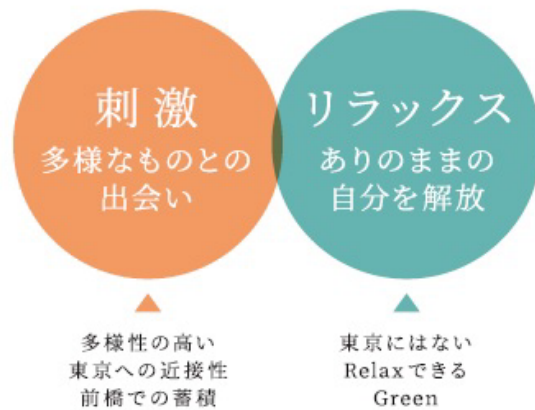 刺激
多様なものとの
出会い
リラックス
ありのままの
自分を解放
多様性の高い
東京への近接性
前橋での蓄積
東京にはない
Relaxできる
Green